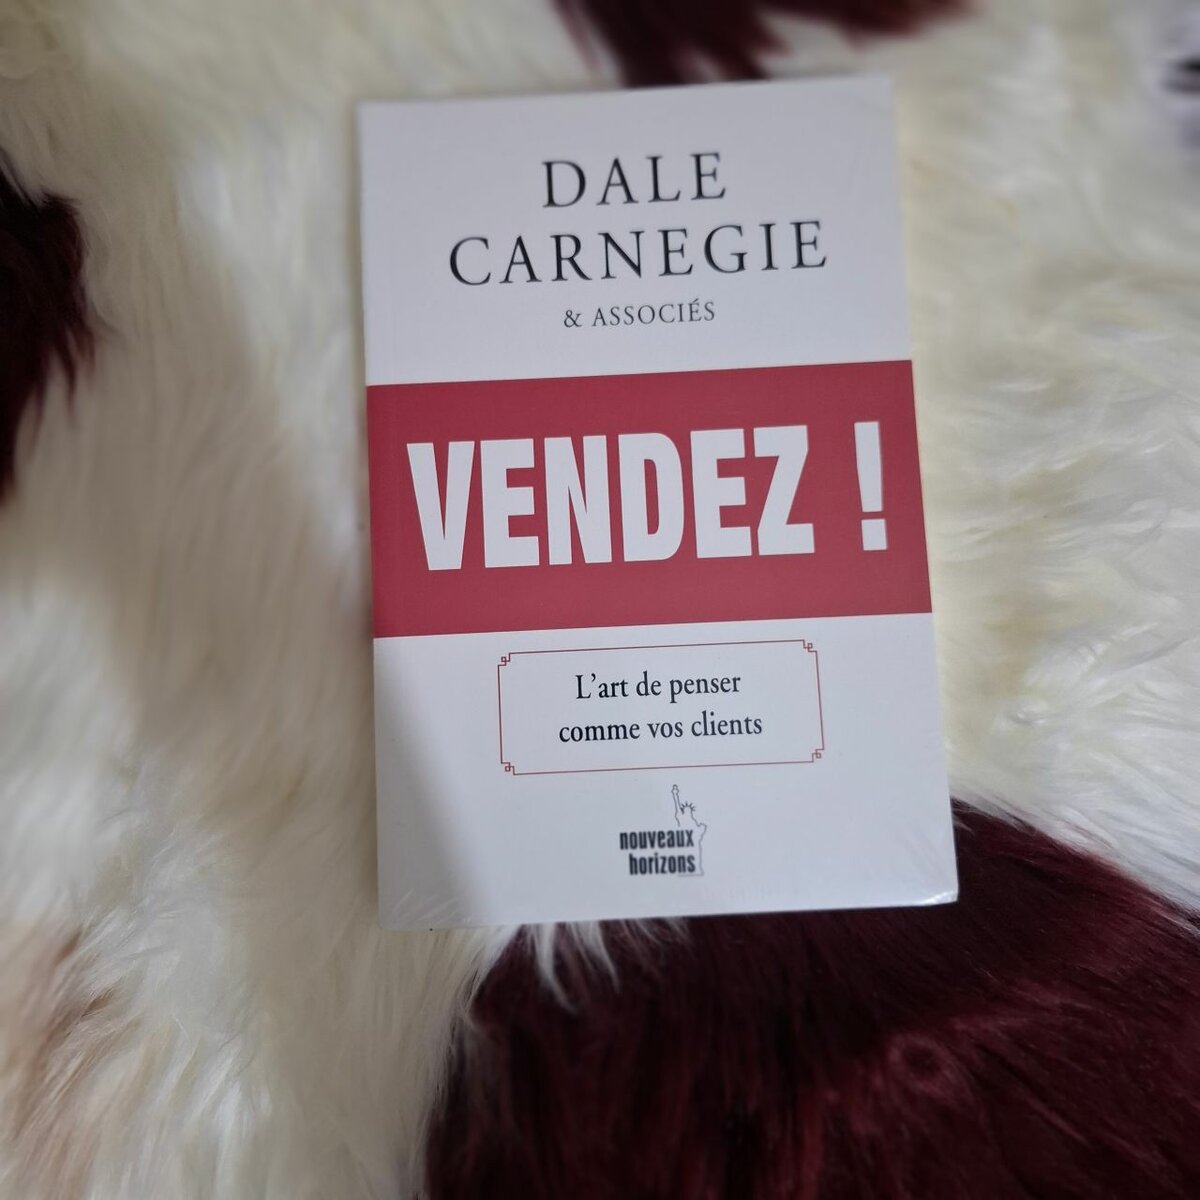 DALE
CARNEGIE
& ASSOCIÉS
VENDEZ !
L'art de penser
comme vos clients
nouveaux
horizons